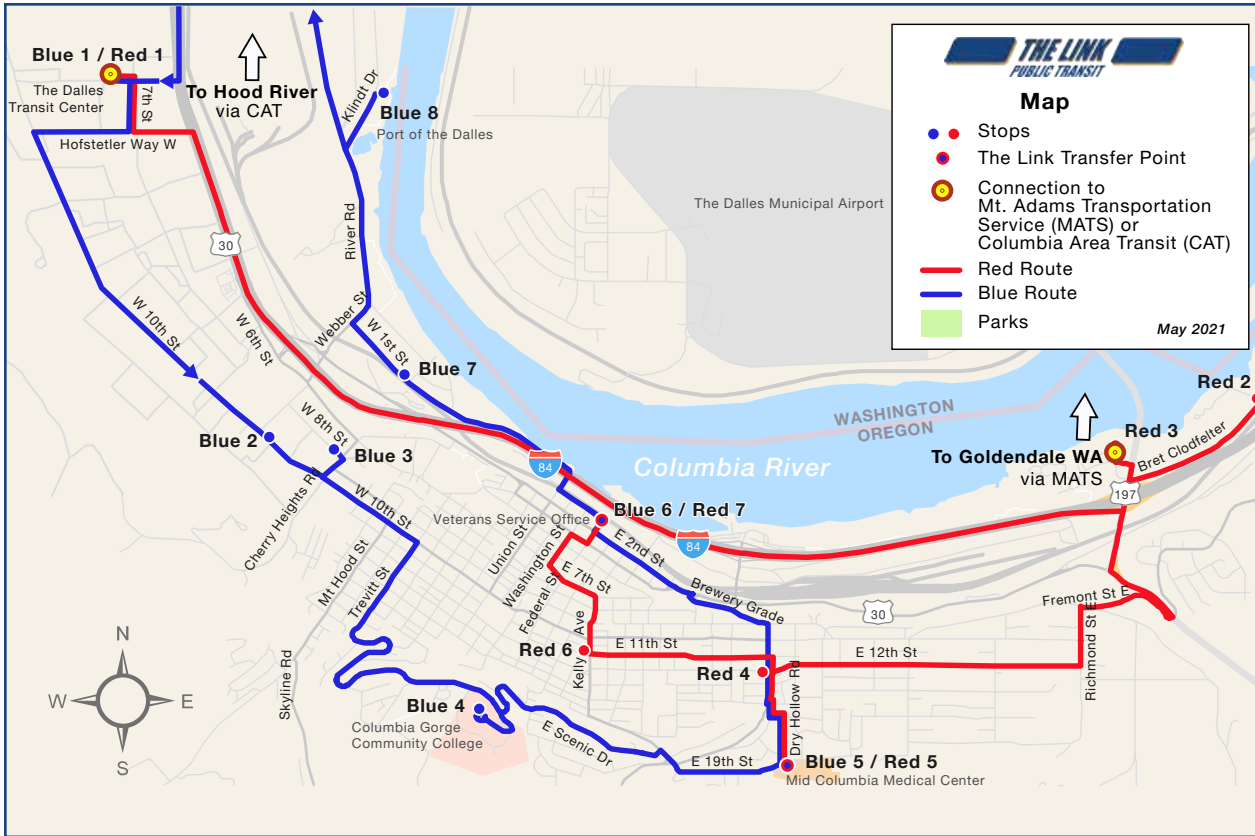 Blue 1 / Red 1
The Dalles
Transit Center
7th St
Hofstetler Way W
To Hood River
via CAT
Klindt Dr
Blue 8
Port of the Dalles
30
River Rd
The Dalles Municipal Airport
THE LINK
PUBLIC TRANSIT
Map
Stops
The Link Transfer Point
Connection to
Mt. Adams Transportation
Service (MATS) or
Columbia Area Transit (CAT)
Red Route
Blue Route
Parks
May 2021
W 10th St
W 6th St
Webber St
W 1st St
Blue 7
Blue 2
W 8th St
Blue 3
Cherry Heights Rd
W 10th St
WASHINGTON
OREGON
Columbia River
84
Red 2
Red 3
Bret Clodfelter
To Goldendale WA
via MATS
197
Veterans Service Office
Blue 6 / Red 7
84
Union St
Washington St
Federal St
E 2nd St
E 7th St
Brewery Grade
30
Fremont St E
Mt Hood St
Trevitt St
Kelly Ave
Red 6
E 11th St
Red 4
E 12th St
Richmond St E
Dry Hollow Rd
Skyline Rd
Blue 4
Columbia Gorge
Community College
E Scenic Dr
E 19th St
Blue 5 / Red 5
Mid Columbia Medical Center
N
W
E
S